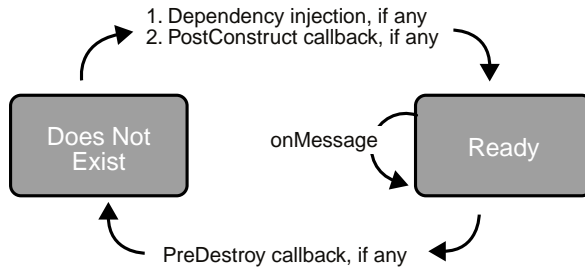 1. Dependency injection, if any
2. PostConstruct callback, if any
Does Not
Exist
onMessage
Ready
PreDestroy callback, if any